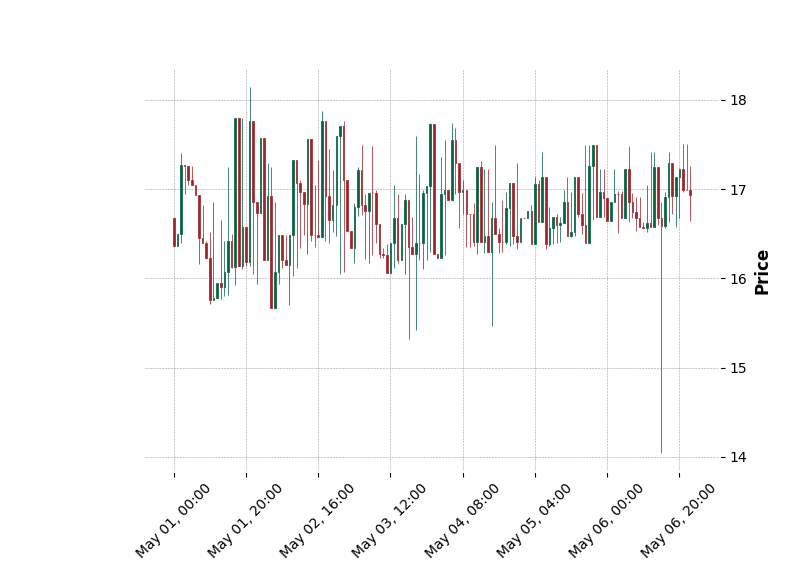 18
17
16
15
14
Price
May 01, 00:00
May 01, 20:00
May 02, 16:00
May 03, 12:00
May 04, 08:00
May 05, 04:00
May 06, 00:00
May 06, 20:00